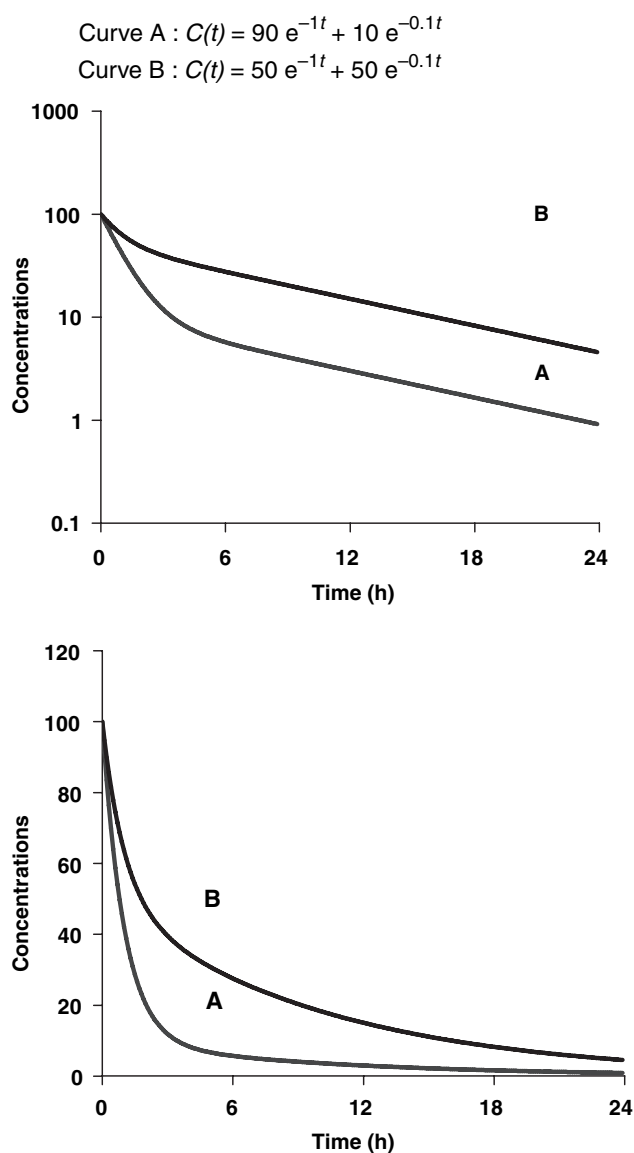 Curve A : C(t) = 90 e^–1t + 10 e^–0.1t
Curve B : C(t) = 50 e^–1t + 50 e^–0.1t
1000
100
10
1
0.1
Concentrations
B
A
0 6 12 18 24
Time (h)
120
100
80
60
40
20
0
Concentrations
B
A
0 6 12 18 24
Time (h)